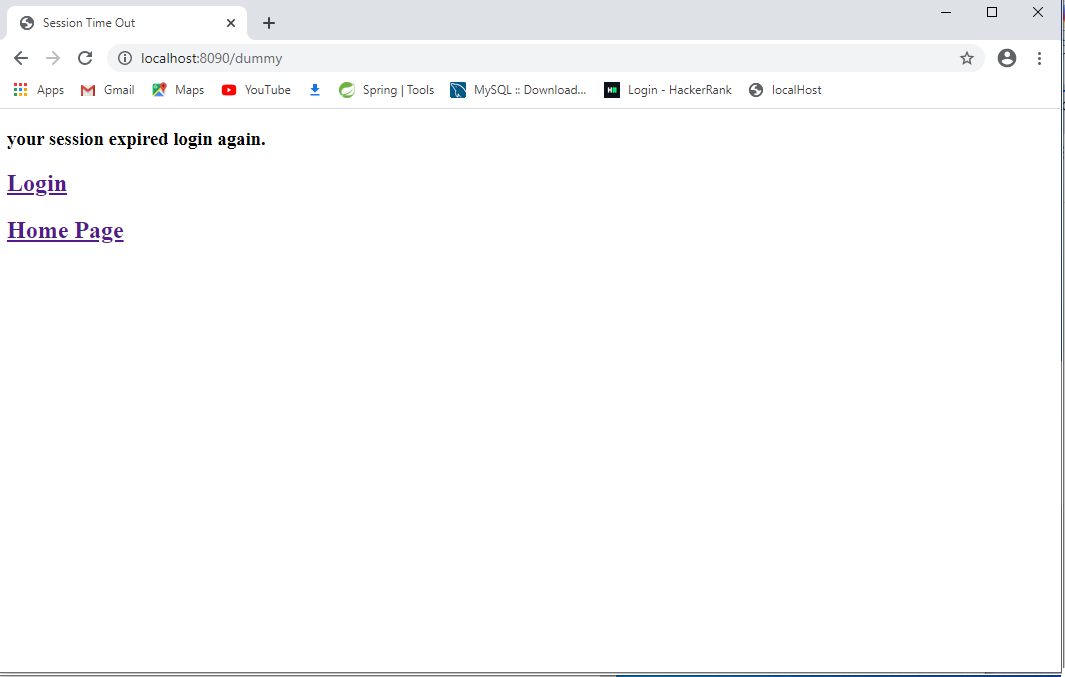 Session Time Out
localhost:8090/dummy
Apps Gmail Maps YouTube Spring | Tools MySQL :: Download... Login - HackerRank localHost
your session expired login again.
Login
Home Page